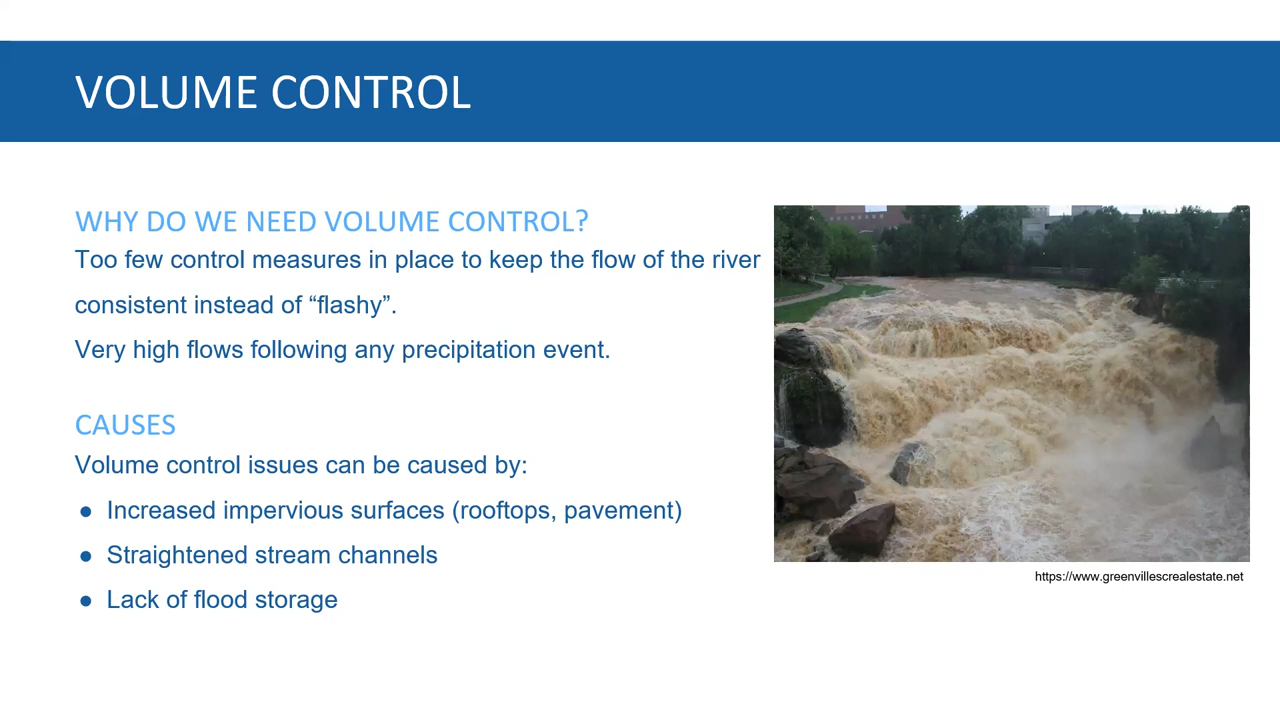 VOLUME CONTROL
WHY DO WE NEED VOLUME CONTROL?
Too few control measures in place to keep the flow of the river
consistent instead of “flashy”.
Very high flows following any precipitation event.
CAUSES
Volume control issues can be caused by:
● Increased impervious surfaces (rooftops, pavement)
● Straightened stream channels
● Lack of flood storage
https://www.greenvillescrealestate.net